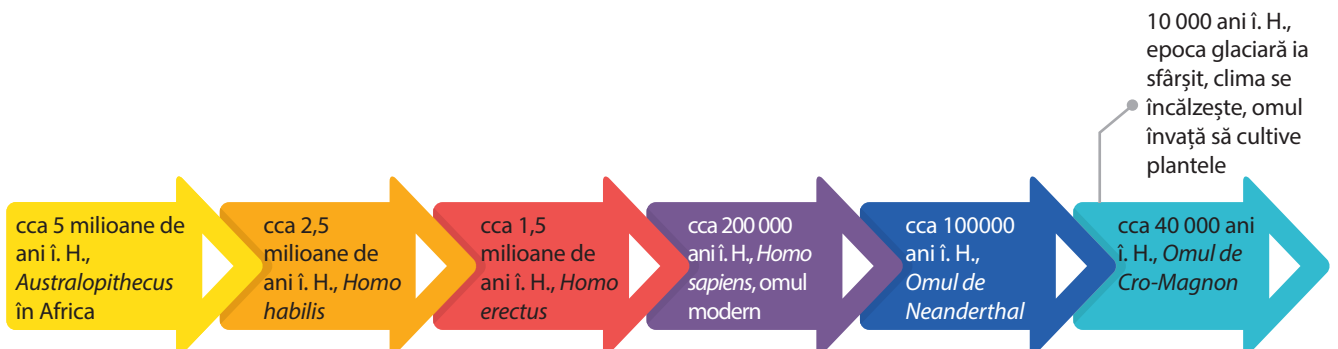 10 000 ani î. H.,
epoca glaciară ia
sfârșit, clima se
încălzește, omul
învață să cultive
plantele
cca 5 milioane de
ani î. H.,
Australopithecus
în Africa
cca 2,5
milioane de
ani î. H., Homo
habilis
cca 1,5
milioane de
ani î. H., Homo
erectus
cca 200 000
ani î. H., Homo
sapiens, omul
modern
cca 100000
ani î. H.,
Omul de
Neanderthal
cca 40 000 ani
î. H., Omul de
Cro-Magnon